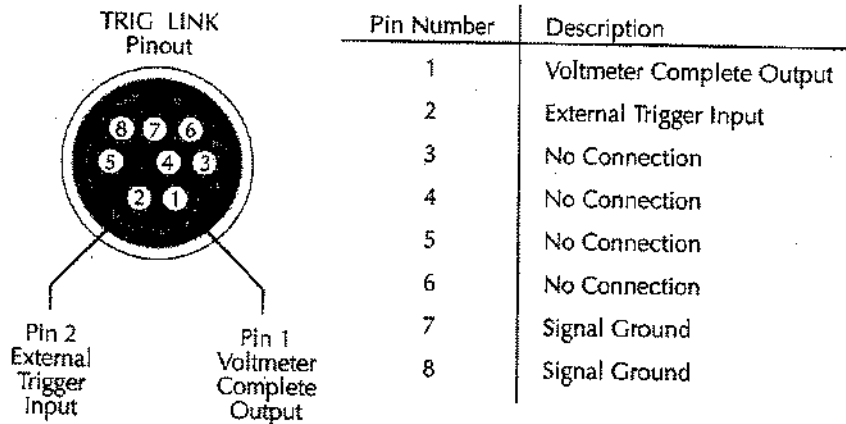 TRIG LINK
Pinout
8 7 6
5 4 3
2 1
Pin 2
External
Trigger
Input
Pin 1
Voltmeter
Complete
Output
Pin Number Description
1 Voltmeter Complete Output
2 External Trigger Input
3 No Connection
4 No Connection
5 No Connection
6 No Connection
7 Signal Ground
8 Signal Ground